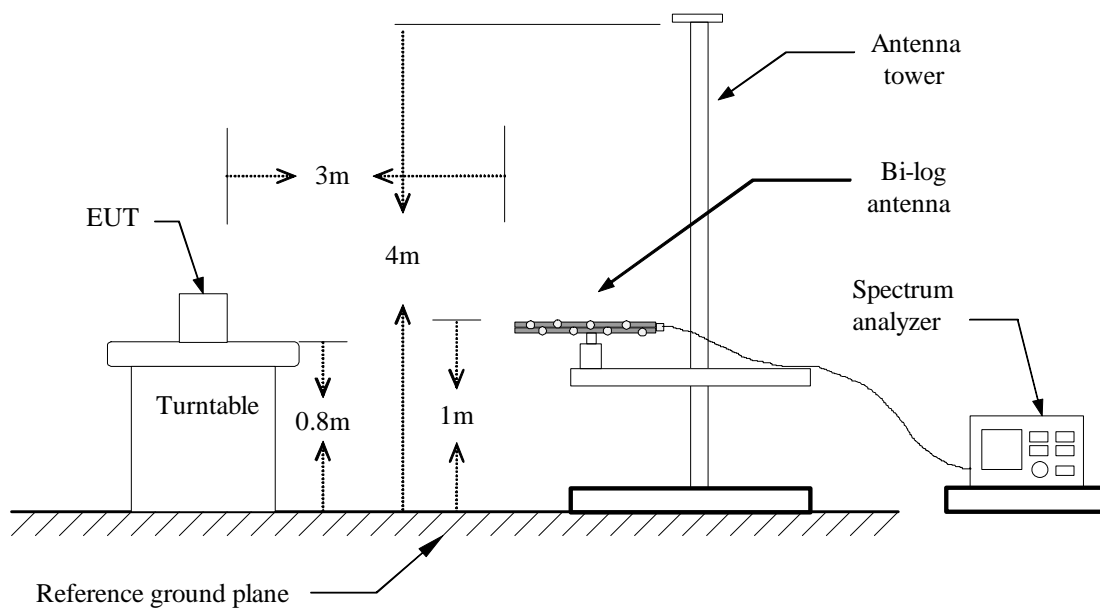 Antenna
tower
3m
Bi-log
antenna
EUT
4m
Spectrum
analyzer
Turntable
0.8m
1m
Reference ground plane